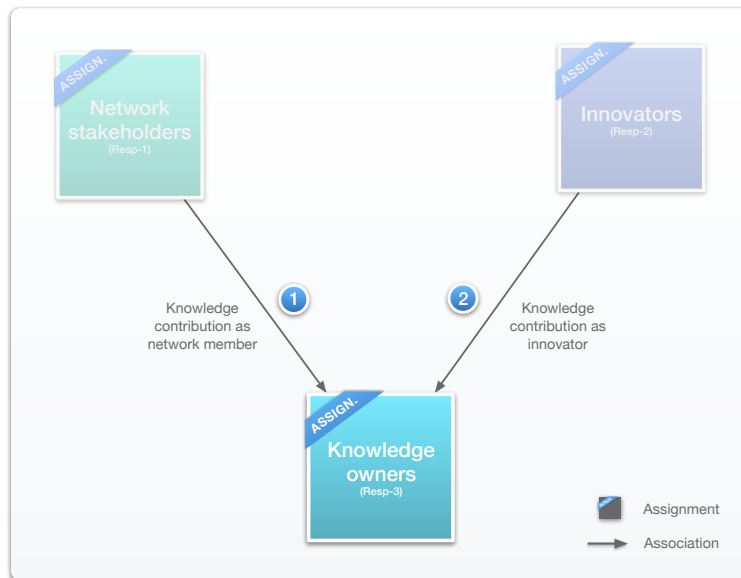 ASSIGN.
Network
stakeholders
(Resp-1)
ASSIGN.
Innovators
(Resp-2)
1
Knowledge
contribution as
network member
2
Knowledge
contribution as
innovator
ASSIGN.
Knowledge
owners
(Resp-3)
ASSIGN.
Assignment
Association